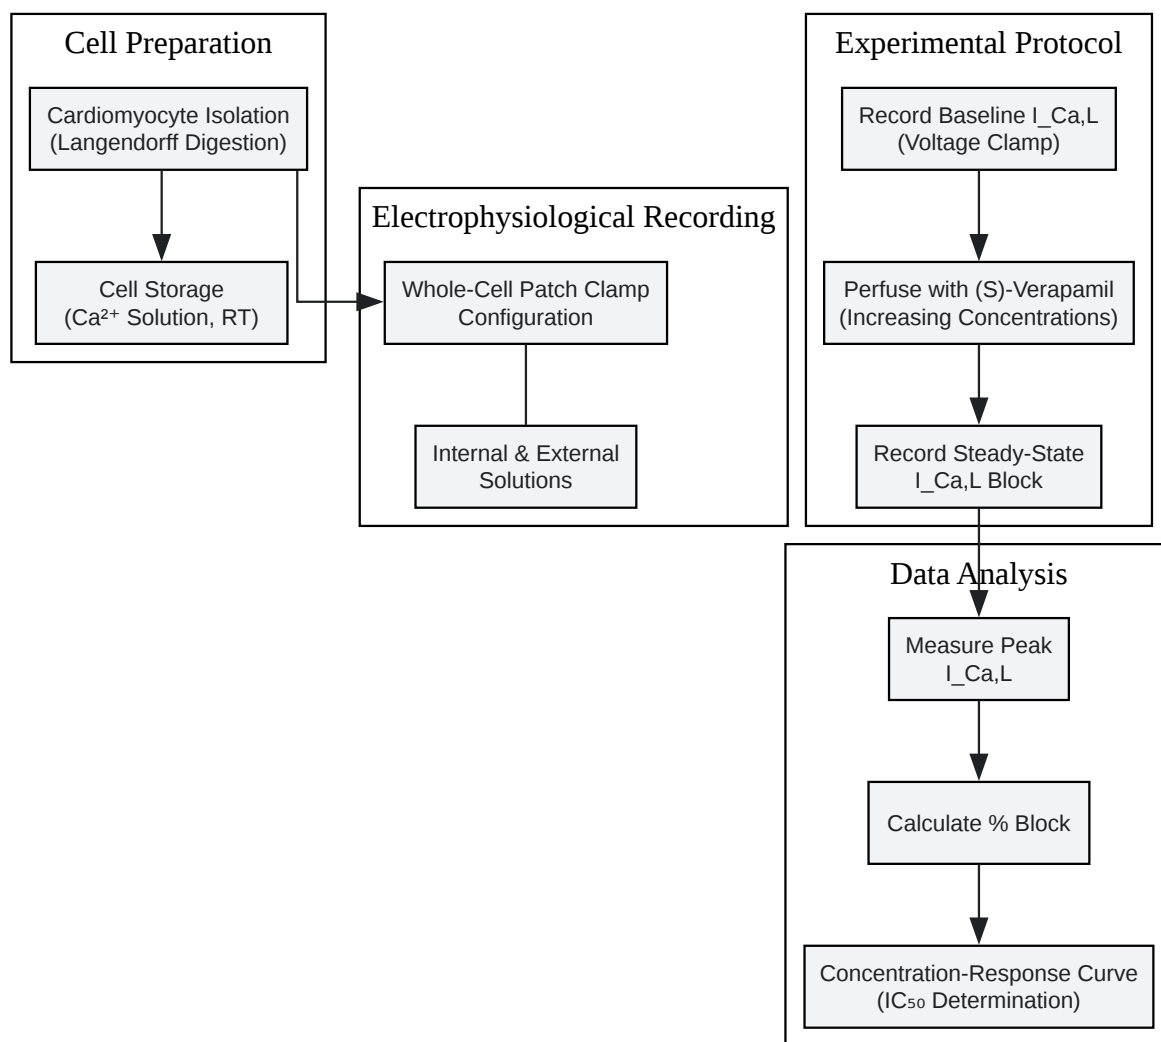 Cell Preparation
Cardiomyocyte Isolation
(Langendorff Digestion)
Cell Storage
(Ca²⁺ Solution, RT)
Electrophysiological Recording
Whole-Cell Patch Clamp
Configuration
Internal & External
Solutions
Experimental Protocol
Record Baseline I_Ca,L
(Voltage Clamp)
Perfuse with (S)-Verapamil
(Increasing Concentrations)
Record Steady-State
I_Ca,L Block
Data Analysis
Measure Peak
I_Ca,L
Calculate % Block
Concentration-Response Curve
(IC₅₀ Determination)